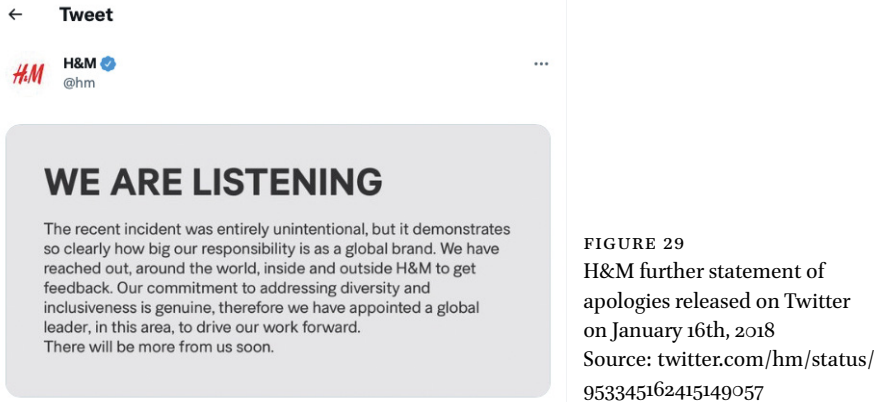 ← Tweet
H&M
H&M
@hm
...
WE ARE LISTENING
The recent incident was entirely unintentional, but it demonstrates
so clearly how big our responsibility is as a global brand. We have
reached out, around the world, inside and outside H&M to get
feedback. Our commitment to addressing diversity and
inclusiveness is genuine, therefore we have appointed a global
leader, in this area, to drive our work forward.
There will be more from us soon.
FIGURE 29
H&M further statement of
apologies released on Twitter
on January 16th, 2018
Source: twitter.com/hm/status/
953345162415149057